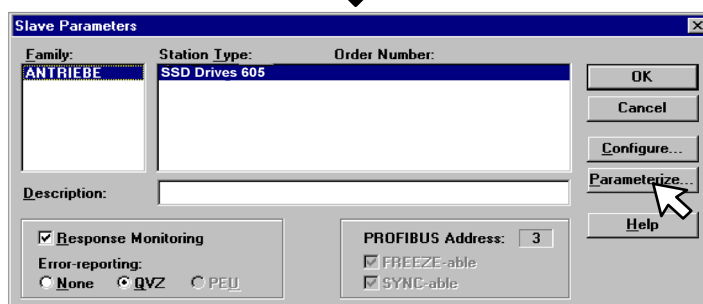 Slave Parameters
Family: Station Type: Order Number:
ANTRIEBE SSD Drives 605
OK
Cancel
Configure...
Parameterize...
Description:
Help
Response Monitoring PROFIBUS Address: 3
Error-reporting: FREEZE-able
None QVZ PEU SYNC-able